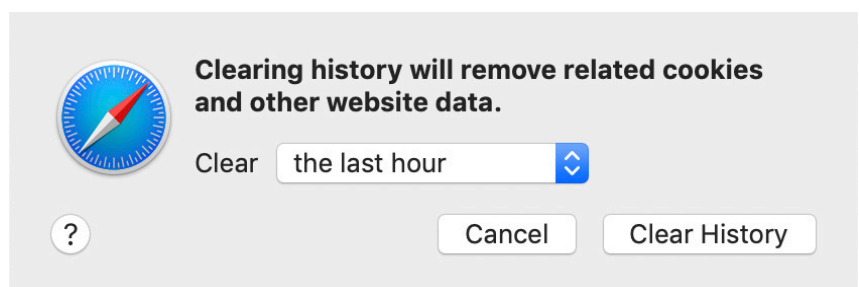 Clearing history will remove related cookies
and other website data.
Clear the last hour
? Cancel Clear History